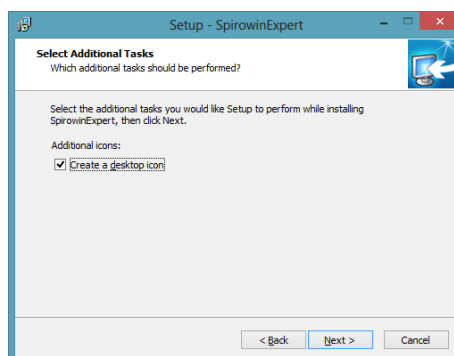 Setup - SpirowinExpert
Select Additional Tasks
Which additional tasks should be performed?
Select the additional tasks you would like Setup to perform while installing
SpirowinExpert, then click Next.
Additional icons:
Create a desktop icon
< Back Next > Cancel